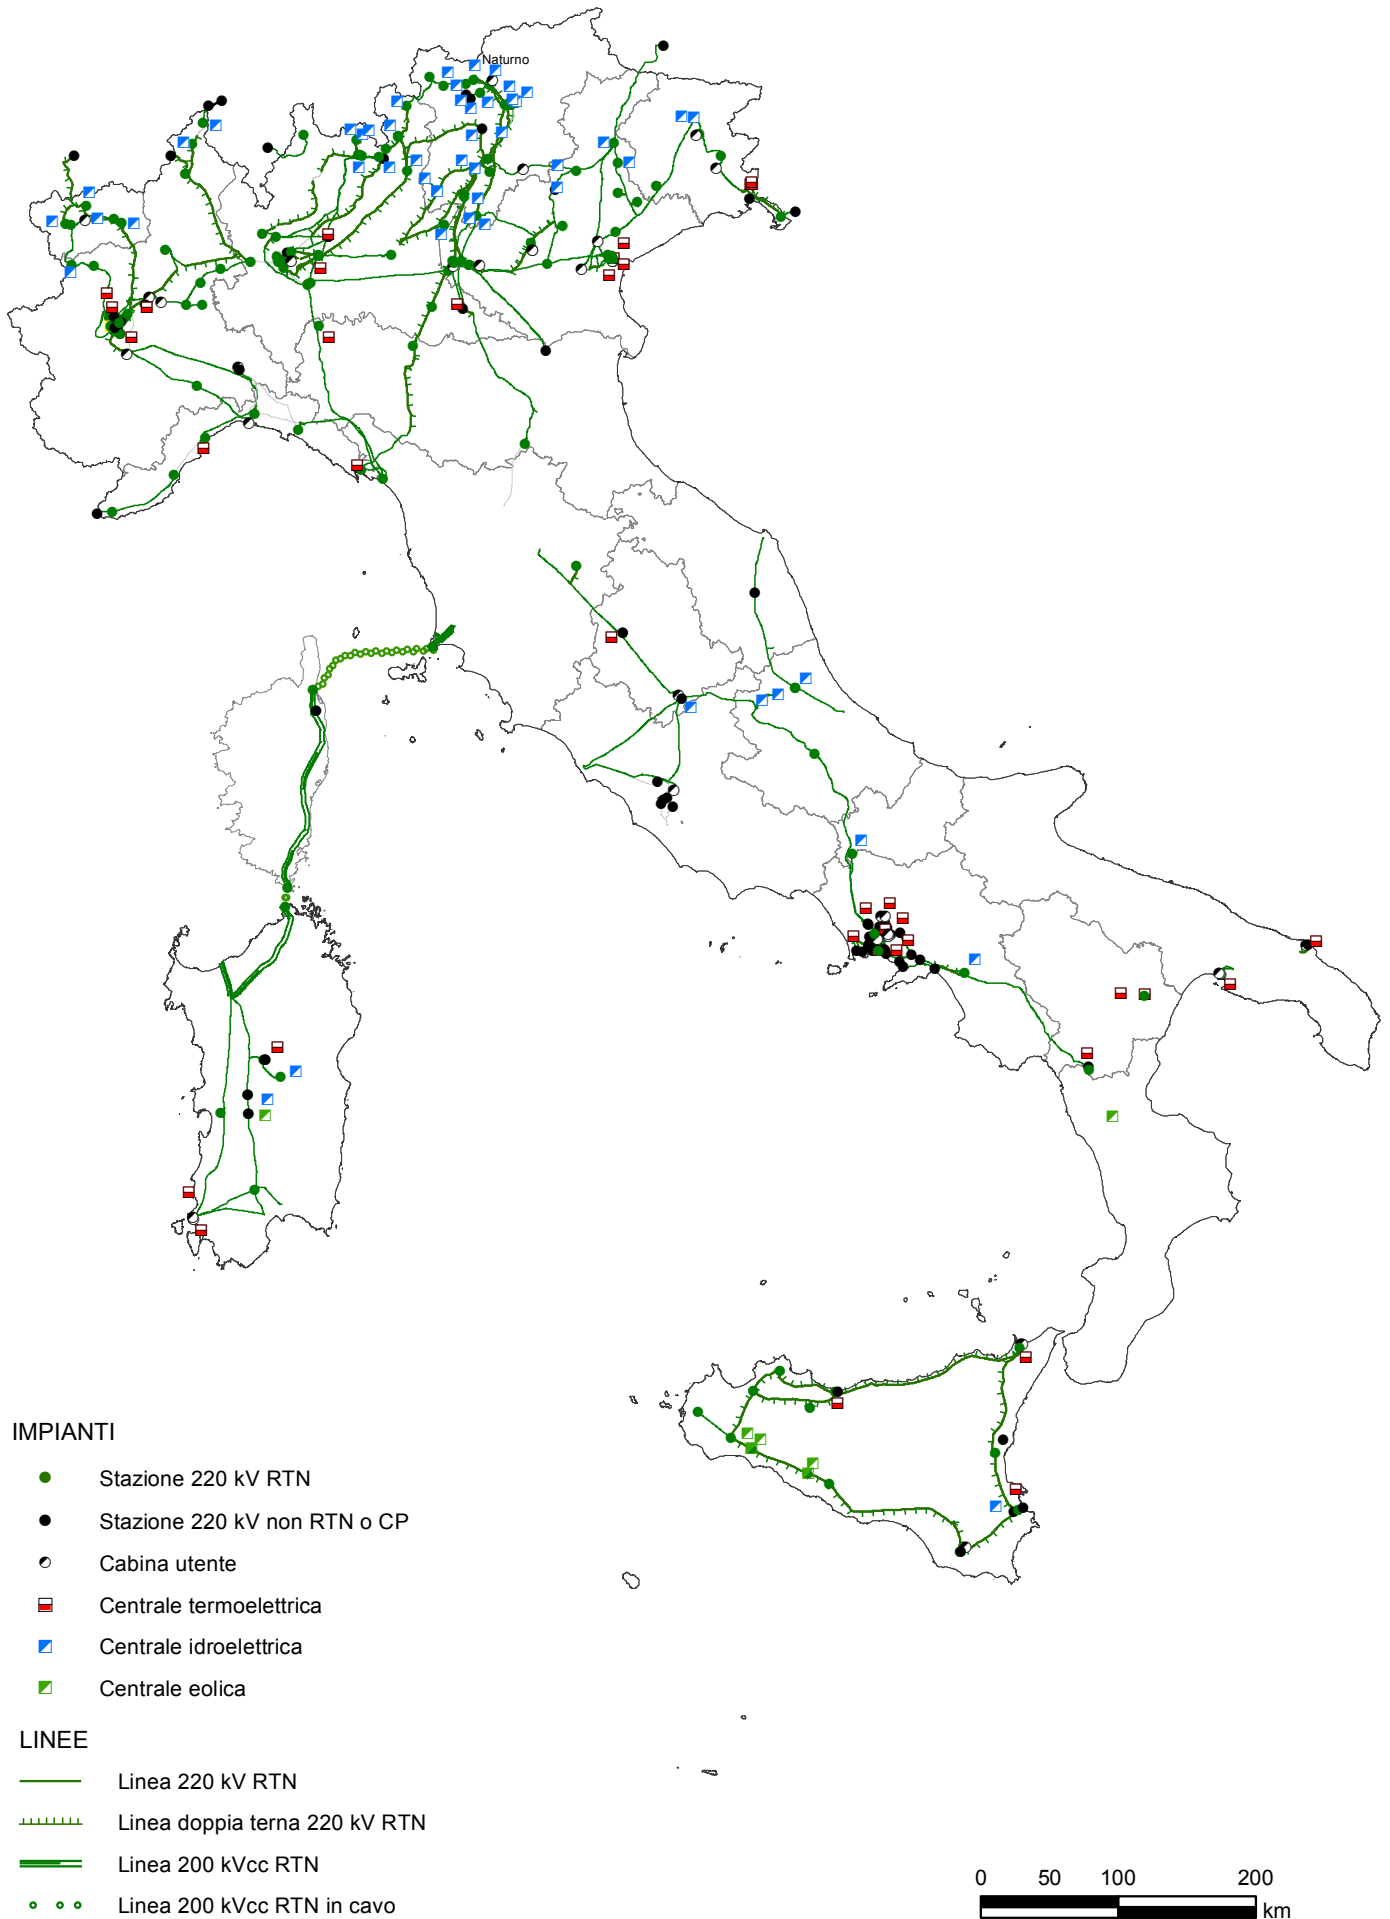 Naturno
IMPIANTI
Stazione 220 kV RTN
Stazione 220 kV non RTN o CP
Cabina utente
Centrale termoelettrica
Centrale idroelettrica
Centrale eolica
LINEE
Linea 220 kV RTN
Linea doppia terna 220 kV RTN
Linea 200 kVcc RTN
Linea 200 kVcc RTN in cavo
0 50 100 200
km